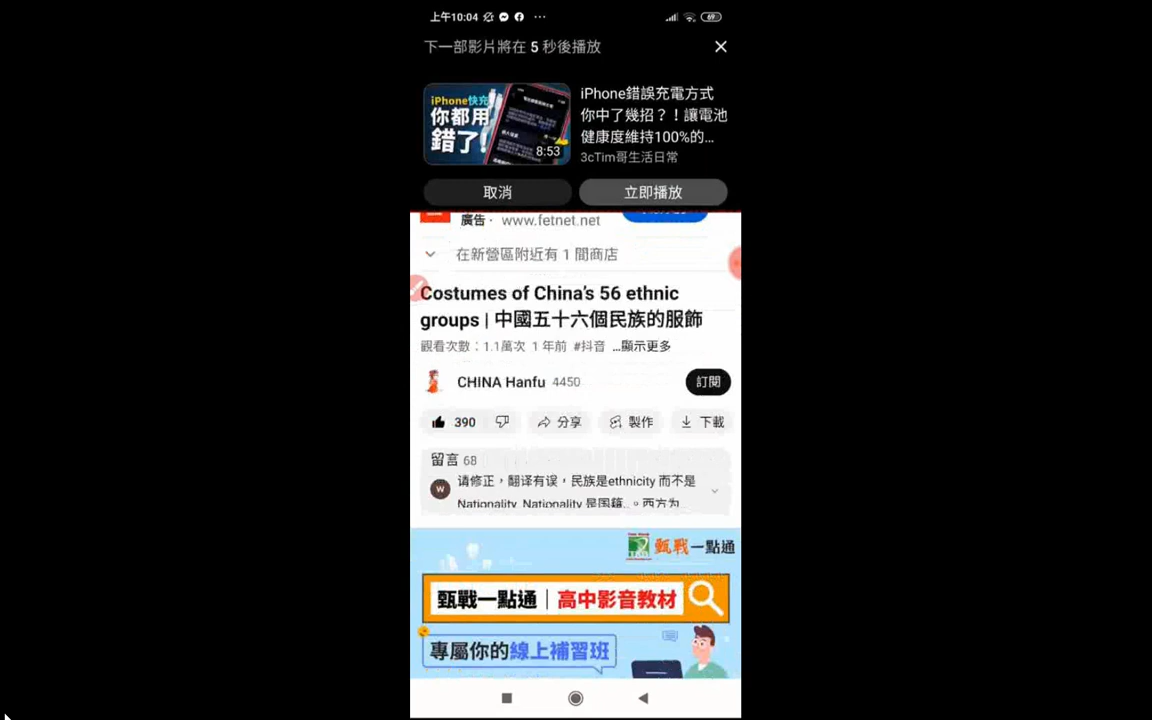 上午10:04
69
下一部影片將在 5 秒後播放
iPhone快充
你都用
錯了!
8:53
iPhone錯誤充電方式
你中了幾招？！讓電池
健康度維持100%的...
3cTim哥生活日常
取消
立即播放
廣告 · www.fetnet.net
在新營區附近有 1 間商店
Costumes of China's 56 ethnic
groups | 中國五十六個民族的服飾
觀看次數：1.1萬次 1 年前 #抖音 ...顯示更多
CHINA Hanfu 4450
訂閱
390
分享
製作
下載
留言 68
W
请修正，翻译有误，民族是ethnicity 而不是
Nationality, Nationality 是国籍..。西方为
甄戰一點通
甄戰一點通｜高中影音教材
專屬你的線上補習班